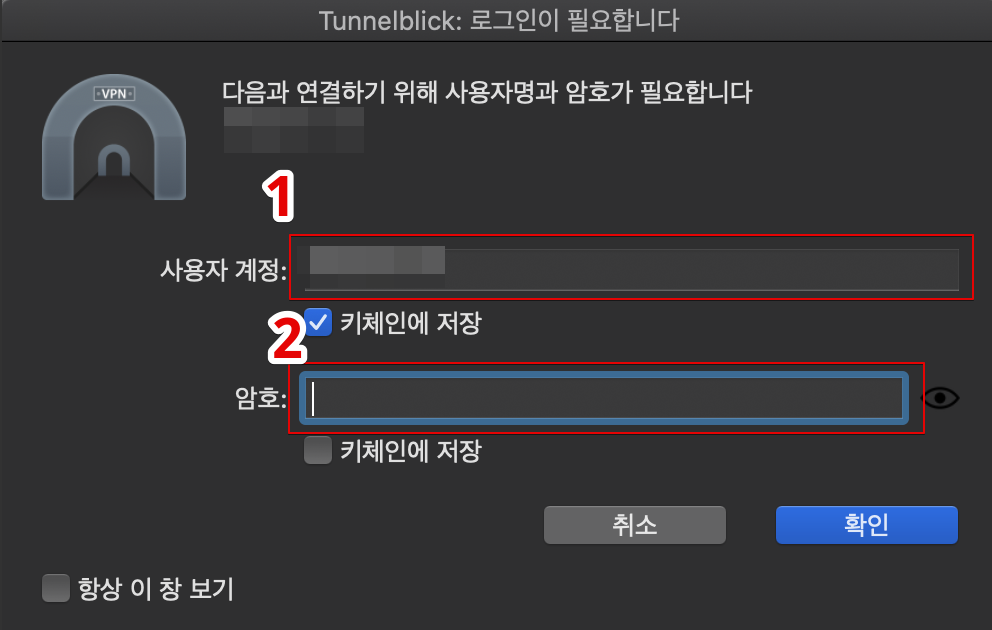 Tunnelblick: 로그인이 필요합니다
VPN
다음과 연결하기 위해 사용자명과 암호가 필요합니다
1
사용자 계정:
2
키체인에 저장
암호:
키체인에 저장
취소
확인
항상 이 창 보기